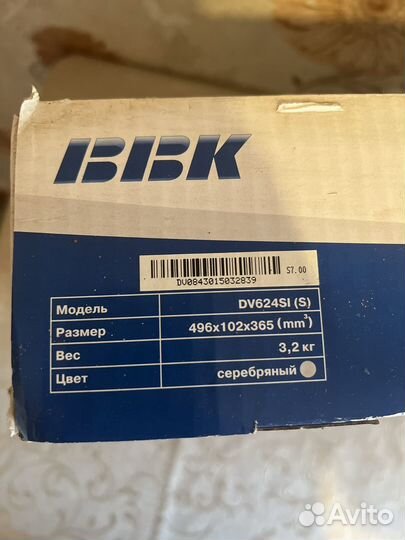 BBK
S7.00
DV0843015032839
Модель DV624SI (S)
Размер 496x102x365 (mm³)
Вес 3,2 кг
Цвет серебряный
Avito